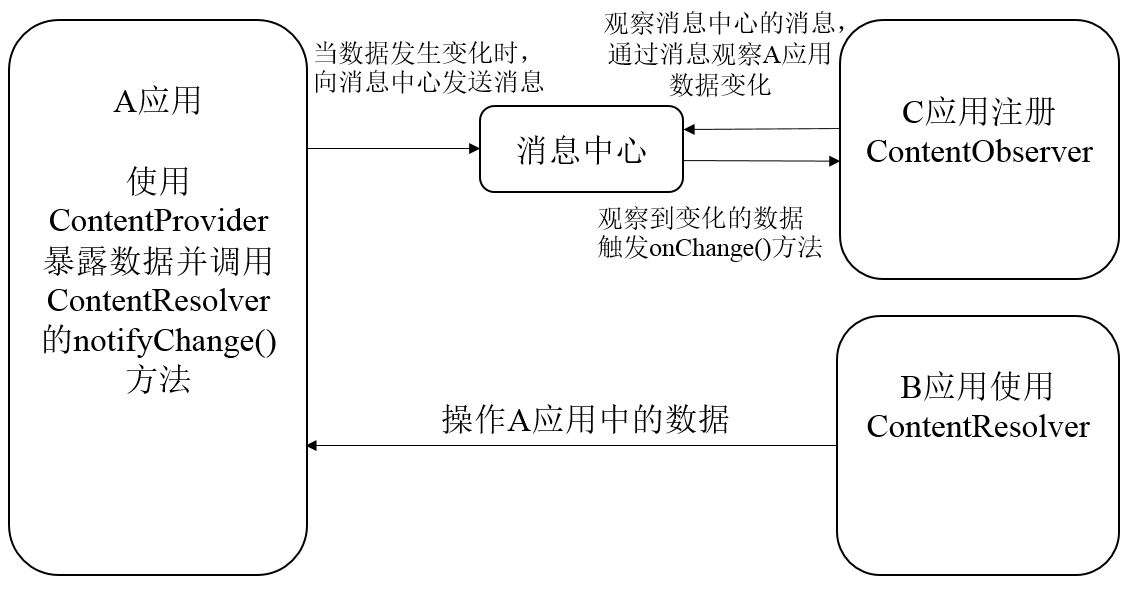 A应用
使用
ContentProvider
暴露数据并调用
ContentResolver
的notifyChange()
方法
当数据发生变化时，
向消息中心发送消息
消息中心
观察消息中心的消息，
通过消息观察A应用
数据变化
观察到变化的数据
触发onChange()方法
C应用注册
ContentObserver
操作A应用中的数据
B应用使用
ContentResolver